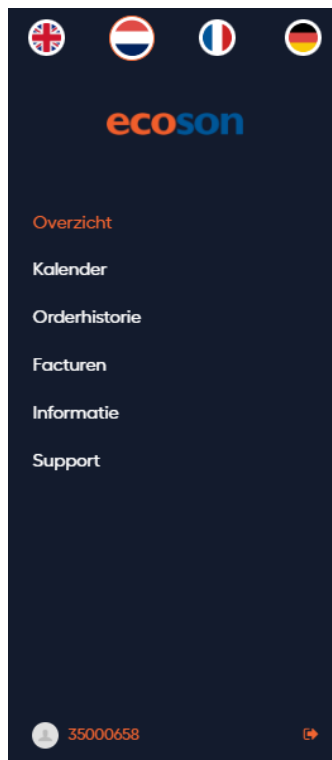 ecoson
Overzicht
Kalender
Orderhistorie
Facturen
Informatie
Support
35000658